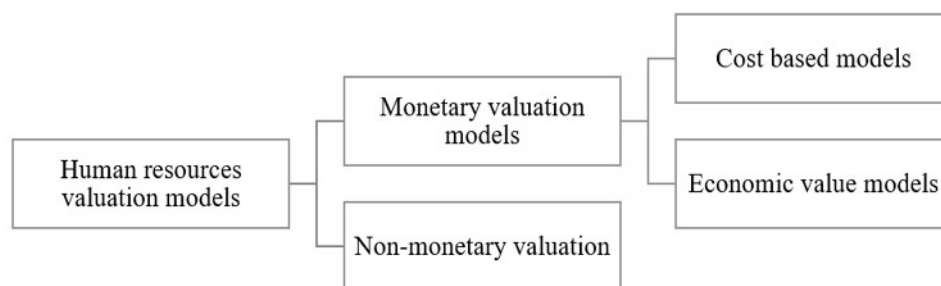 Human resources
valuation models
Monetary valuation
models
Non-monetary valuation
Cost based models
Economic value models